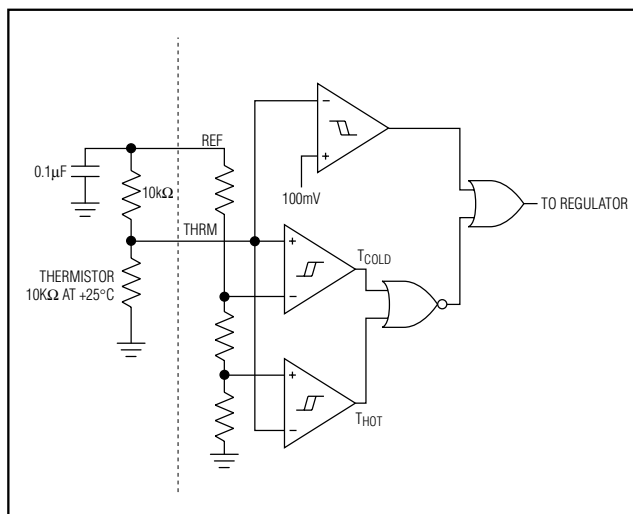 REF
0.1µF
10kΩ
−
+
100mV
TO REGULATOR
THRM
+
−
TCOLD
THERMISTOR
10KΩ AT +25°C
+
−
THOT